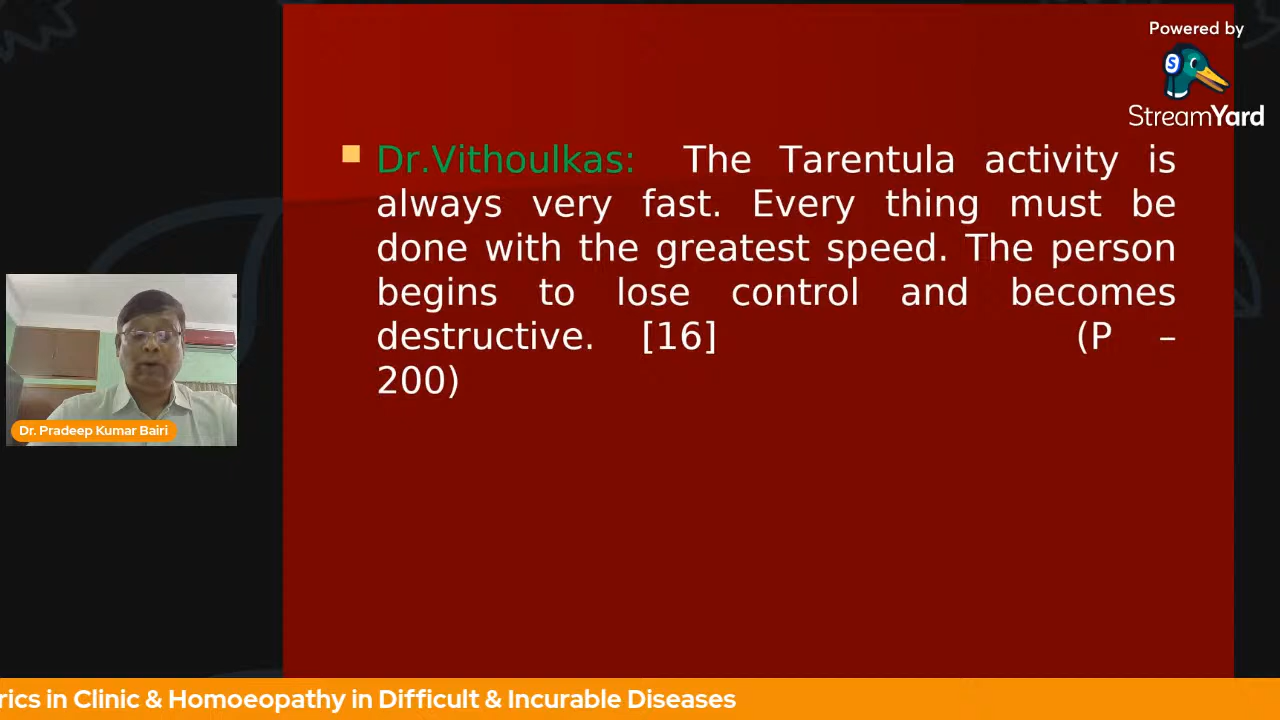 Powered by
S
StreamYard
Dr.Vithoulkas: The Tarentula activity is
always very fast. Every thing must be
done with the greatest speed. The person
begins to lose control and becomes
destructive. [16] (P –
200)
Dr. Pradeep Kumar Bairi
rics in Clinic & Homoeopathy in Difficult & Incurable Diseases